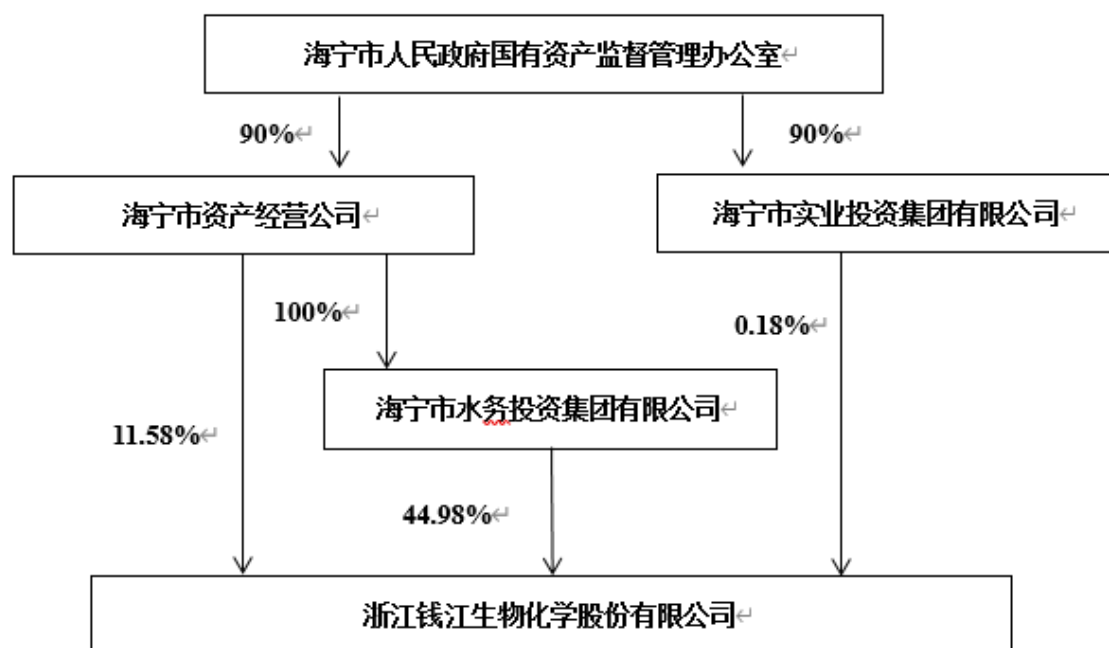 海宁市人民政府国有资产监督管理办公室
90%
90%
海宁市资产经营公司
海宁市实业投资集团有限公司
100%
0.18%
海宁市水务投资集团有限公司
11.58%
44.98%
浙江钱江生物化学股份有限公司